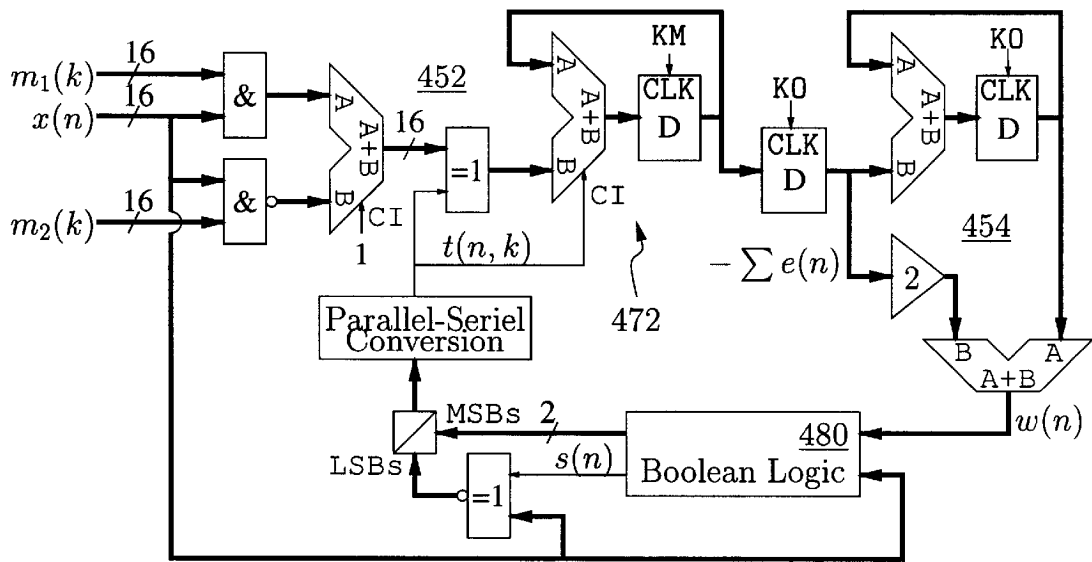 16
m₁(k)
16
x(n)
&
16
m₂(k)
&
A
A+B
B
CI
1
452
16
=1
t(n, k)
A
A+B
B
CI
KM
CLK
D
472
KO
CLK
D
− ∑ e(n)
A
A+B
B
KO
CLK
D
454
2
B
A
A+B
w(n)
Parallel-Seriel
Conversion
MSBs
2
LSBs
=1
s(n)
480
Boolean Logic